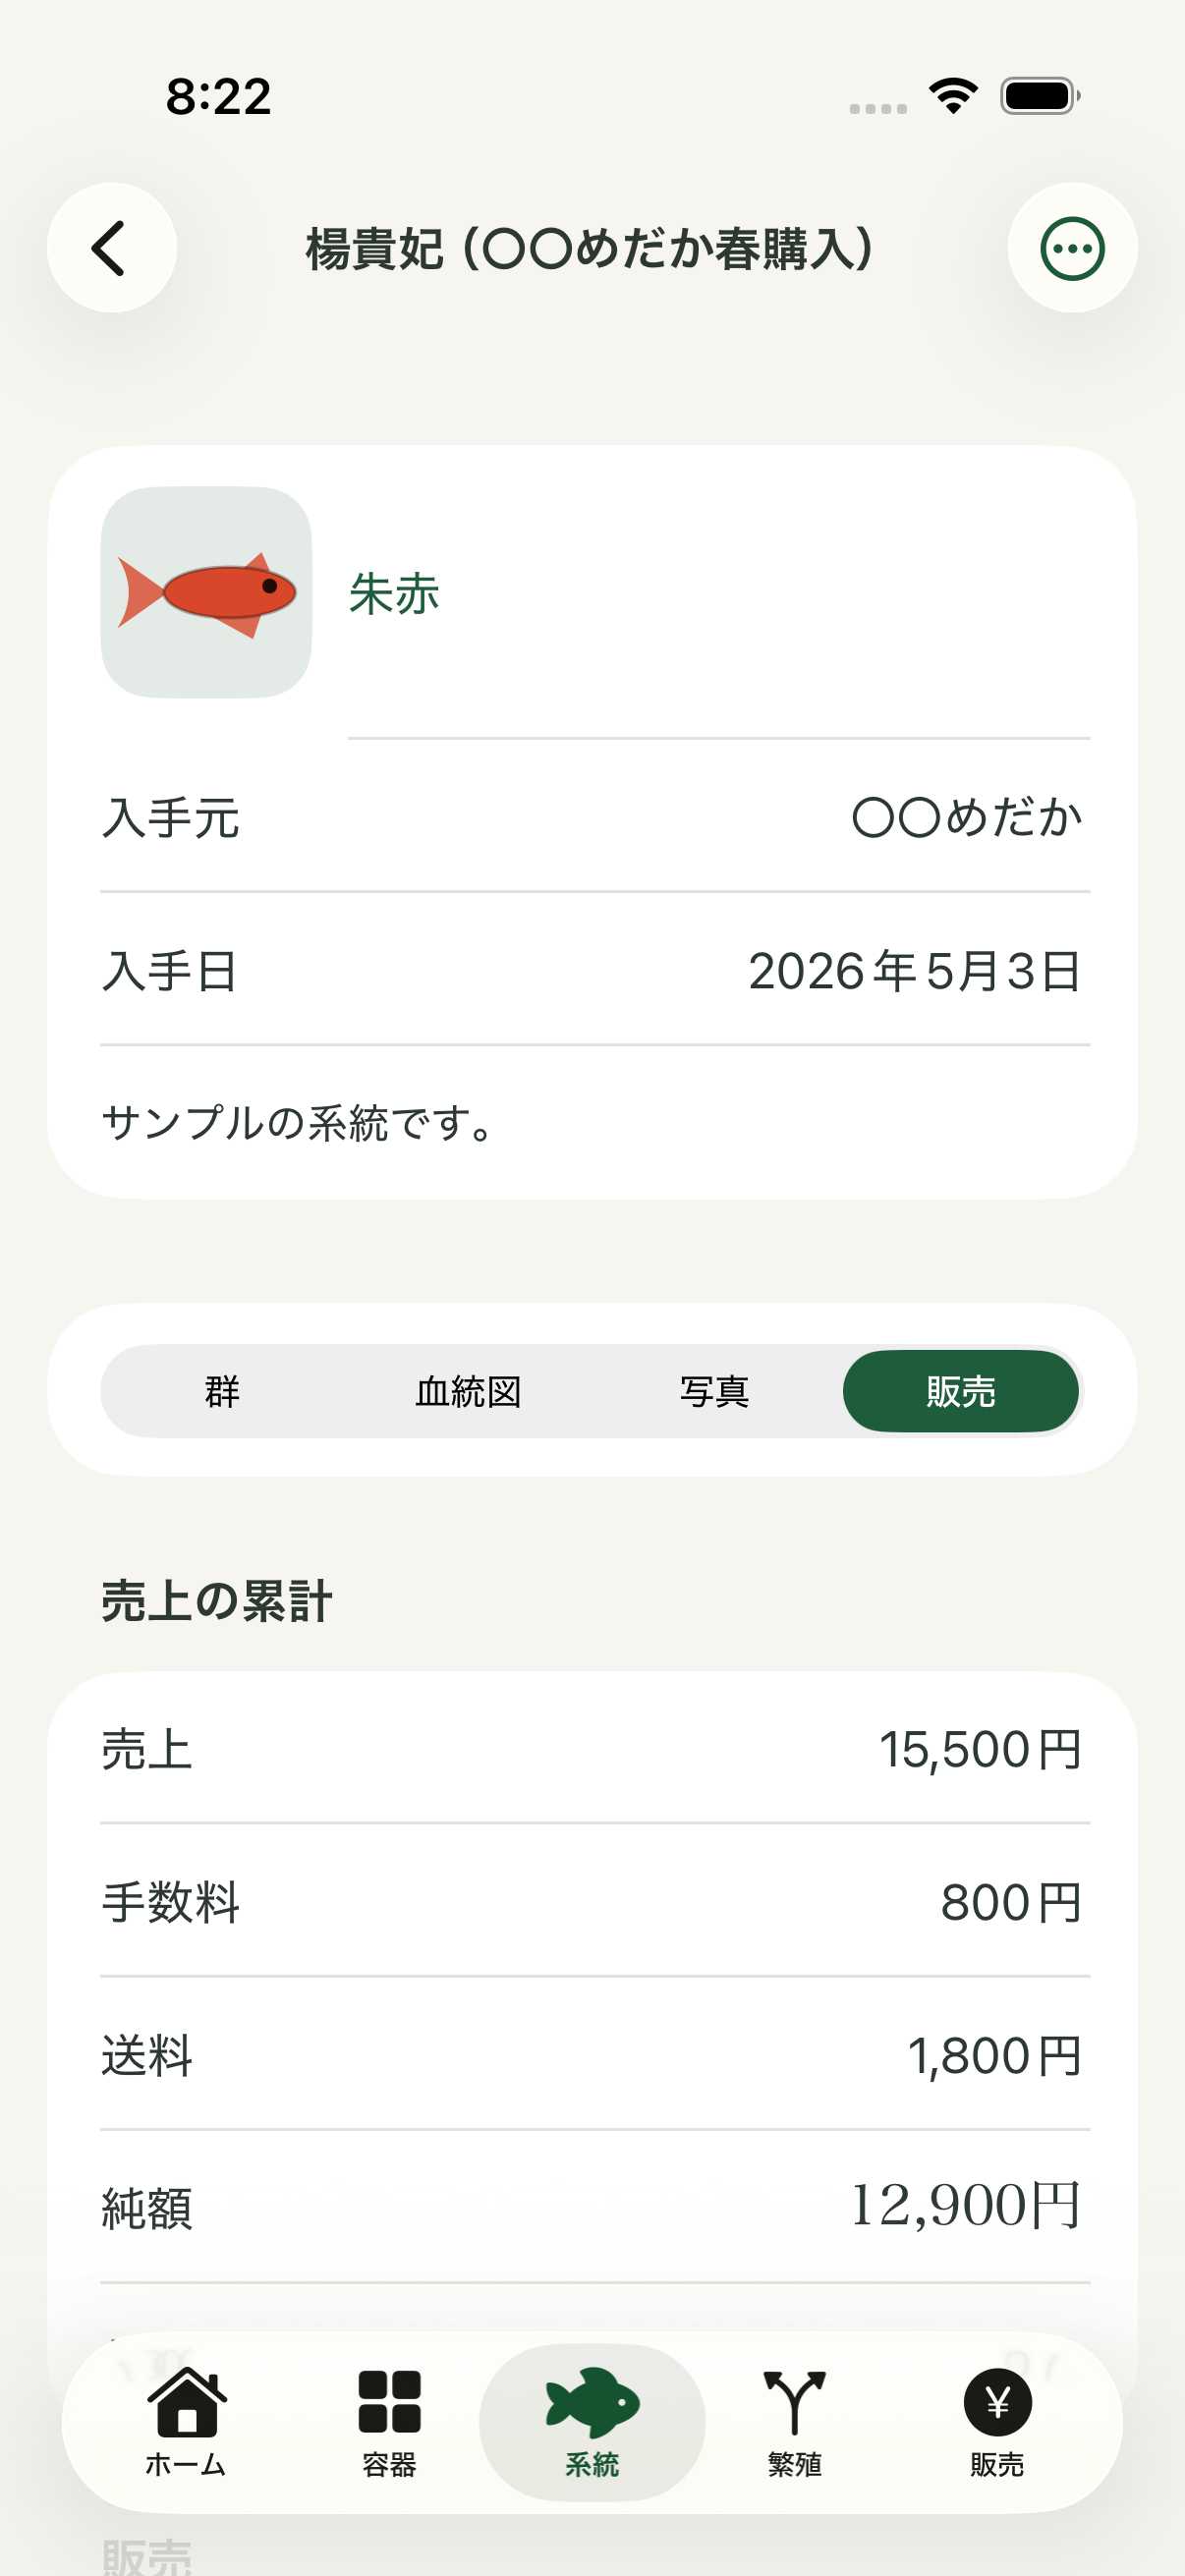 8:22
楊貴妃（〇〇めだか春購入）
朱赤
入手元 〇〇めだか
入手日 2026年5月3日
サンプルの系統です。
群 血統図 写真 販売
売上の累計
売上 15,500円
手数料 800円
送料 1,800円
純額 12,900円
ホーム 容器 系統 繁殖 販売
販売